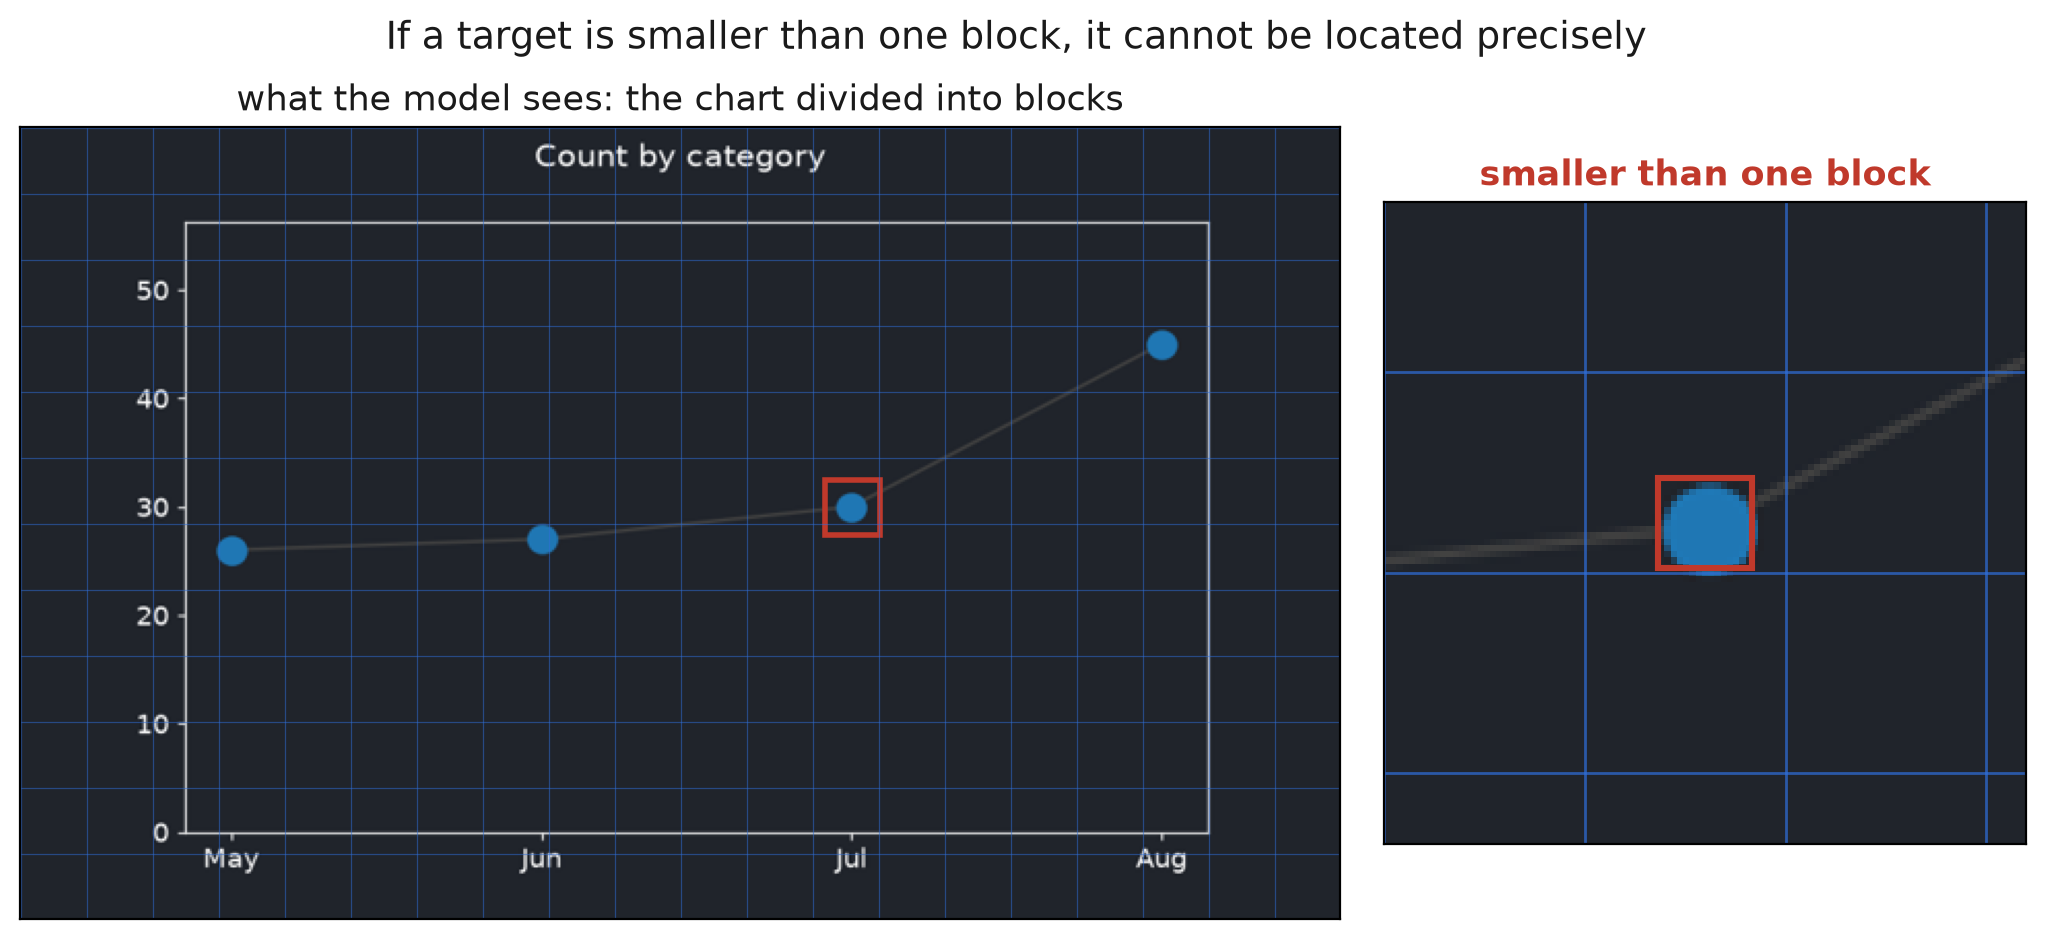 If a target is smaller than one block, it cannot be located precisely
what the model sees: the chart divided into blocks
Count by category
50
40
30
20
10
0
May Jun Jul Aug
smaller than one block